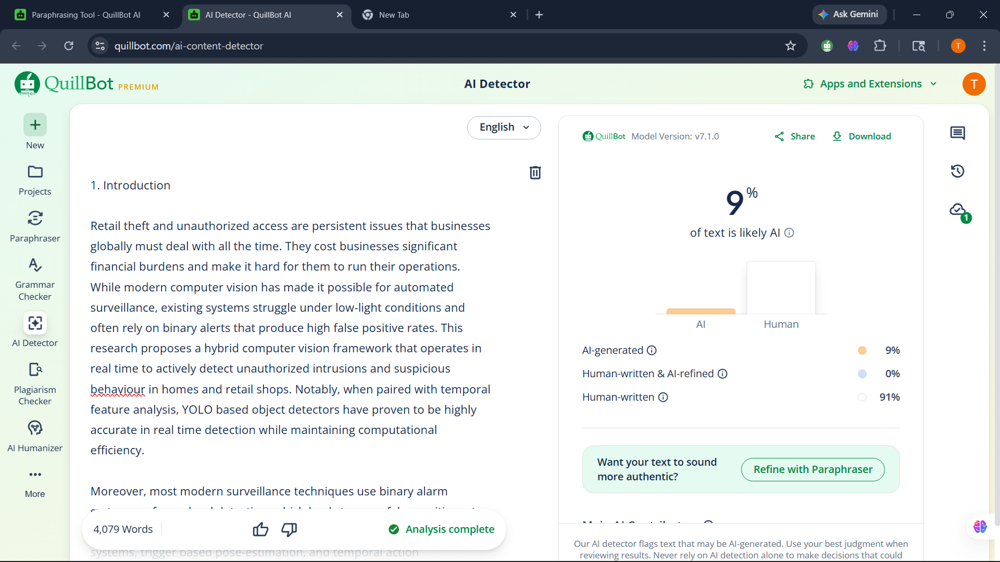 Paraphrasing Tool - QuillBot AI
AI Detector - QuillBot AI
New Tab
Ask Gemini
quillbot.com/ai-content-detector
T
QuillBot PREMIUM
AI Detector
Apps and Extensions
T
New
Projects
Paraphraser
Grammar
Checker
AI Detector
Plagiarism
Checker
AI Humanizer
More
English
1. Introduction
Retail theft and unauthorized access are persistent issues that businesses
globally must deal with all the time. They cost businesses significant
financial burdens and make it hard for them to run their operations.
While modern computer vision has made it possible for automated
surveillance, existing systems struggle under low-light conditions and
often rely on binary alerts that produce high false positive rates. This
research proposes a hybrid computer vision framework that operates in
real time to actively detect unauthorized intrusions and suspicious
behaviour in homes and retail shops. Notably, when paired with temporal
feature analysis, YOLO based object detectors have proven to be highly
accurate in real time detection while maintaining computational
efficiency.
Moreover, most modern surveillance techniques use binary alarm
4,079 Words
Analysis complete
systems, trigger based pose-estimation, and temporal action
QuillBot Model Version: v7.1.0
Share
Download
9%
of text is likely AI
AI
Human
AI-generated
9%
Human-written & AI-refined
0%
Human-written
91%
Want your text to sound
more authentic?
Refine with Paraphraser
Our AI detector flags text that may be AI-generated. Use your best judgment when
reviewing results. Never rely on AI detection alone to make decisions that could
1